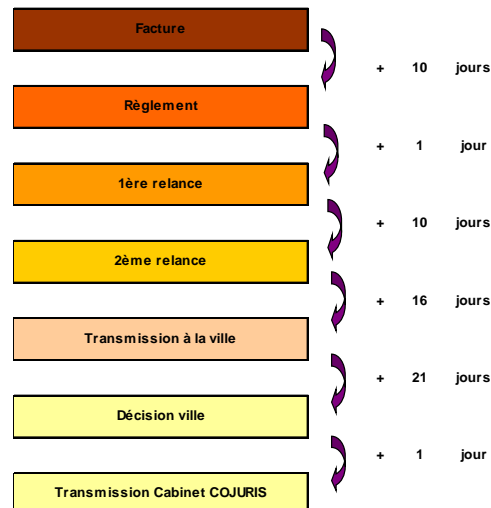 Facture
+ 10 jours
Règlement
+ 1 jour
1ère relance
+ 10 jours
2ème relance
+ 16 jours
Transmission à la ville
+ 21 jours
Décision ville
+ 1 jour
Transmission Cabinet COJURIS